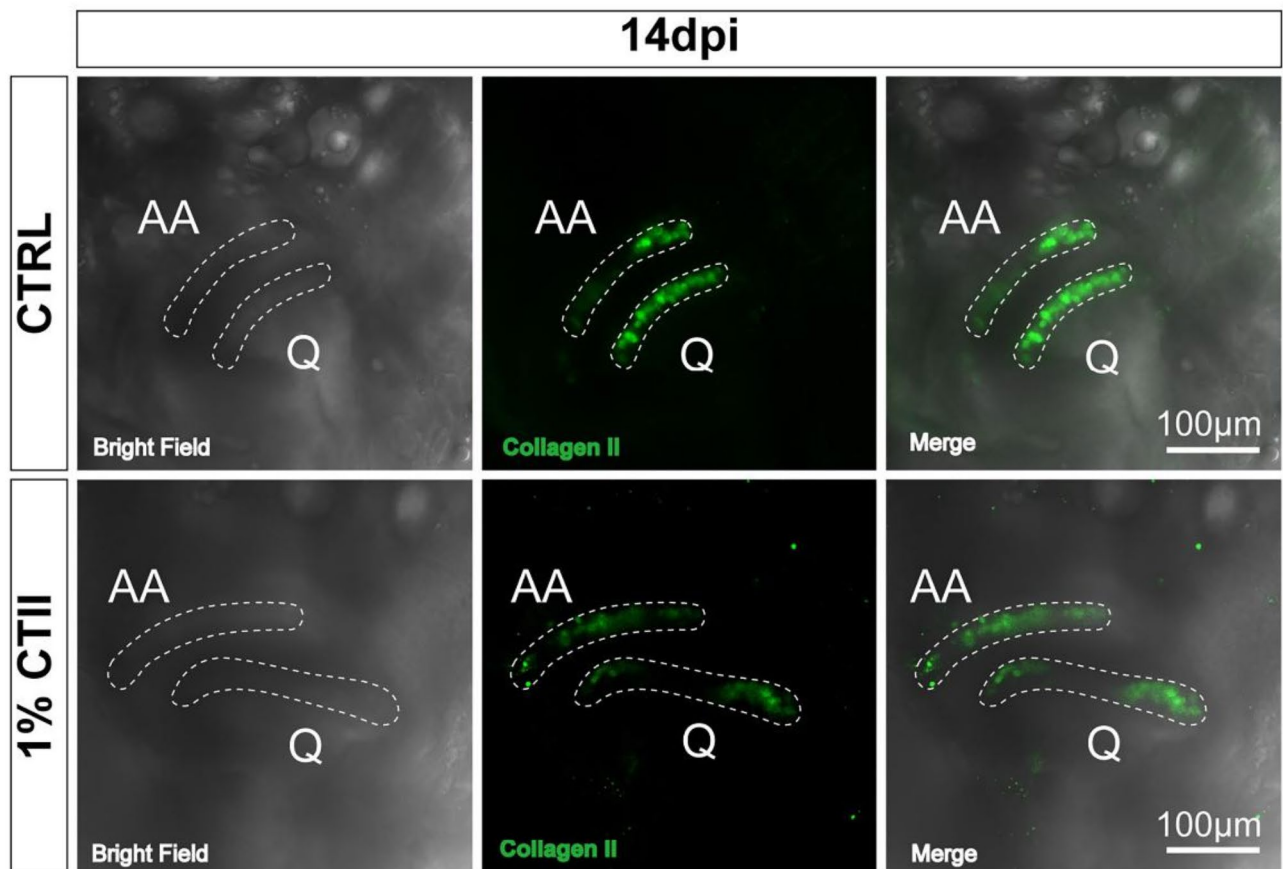 14dpi
CTRL
AA
Q
Bright Field
AA
Q
Collagen II
AA
Q
Merge
100µm
1% CTII
AA
Q
Bright Field
AA
Q
Collagen II
AA
Q
Merge
100µm